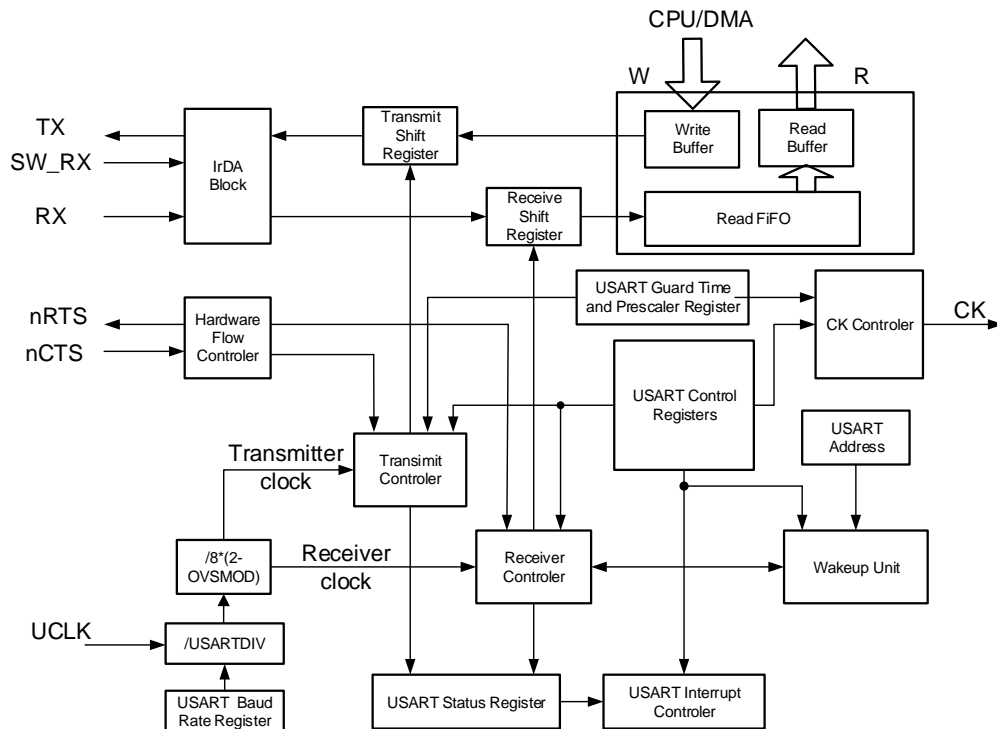 CPU/DMA
W
R
TX
SW_RX
RX
IrDA
Block
Transmit
Shift
Register
Write
Buffer
Read
Buffer
Receive
Shift
Register
Read FiFO
USART Guard Time
and Prescaler Register
nRTS
nCTS
Hardware
Flow
Controler
CK Controler
CK
USART Control
Registers
USART
Address
Transmitter
clock
Transimit
Controler
/8*(2-
OVSMOD)
Receiver
clock
Receiver
Controler
Wakeup Unit
UCLK
/USARTDIV
USART Baud
Rate Register
USART Status Register
USART Interrupt
Controler